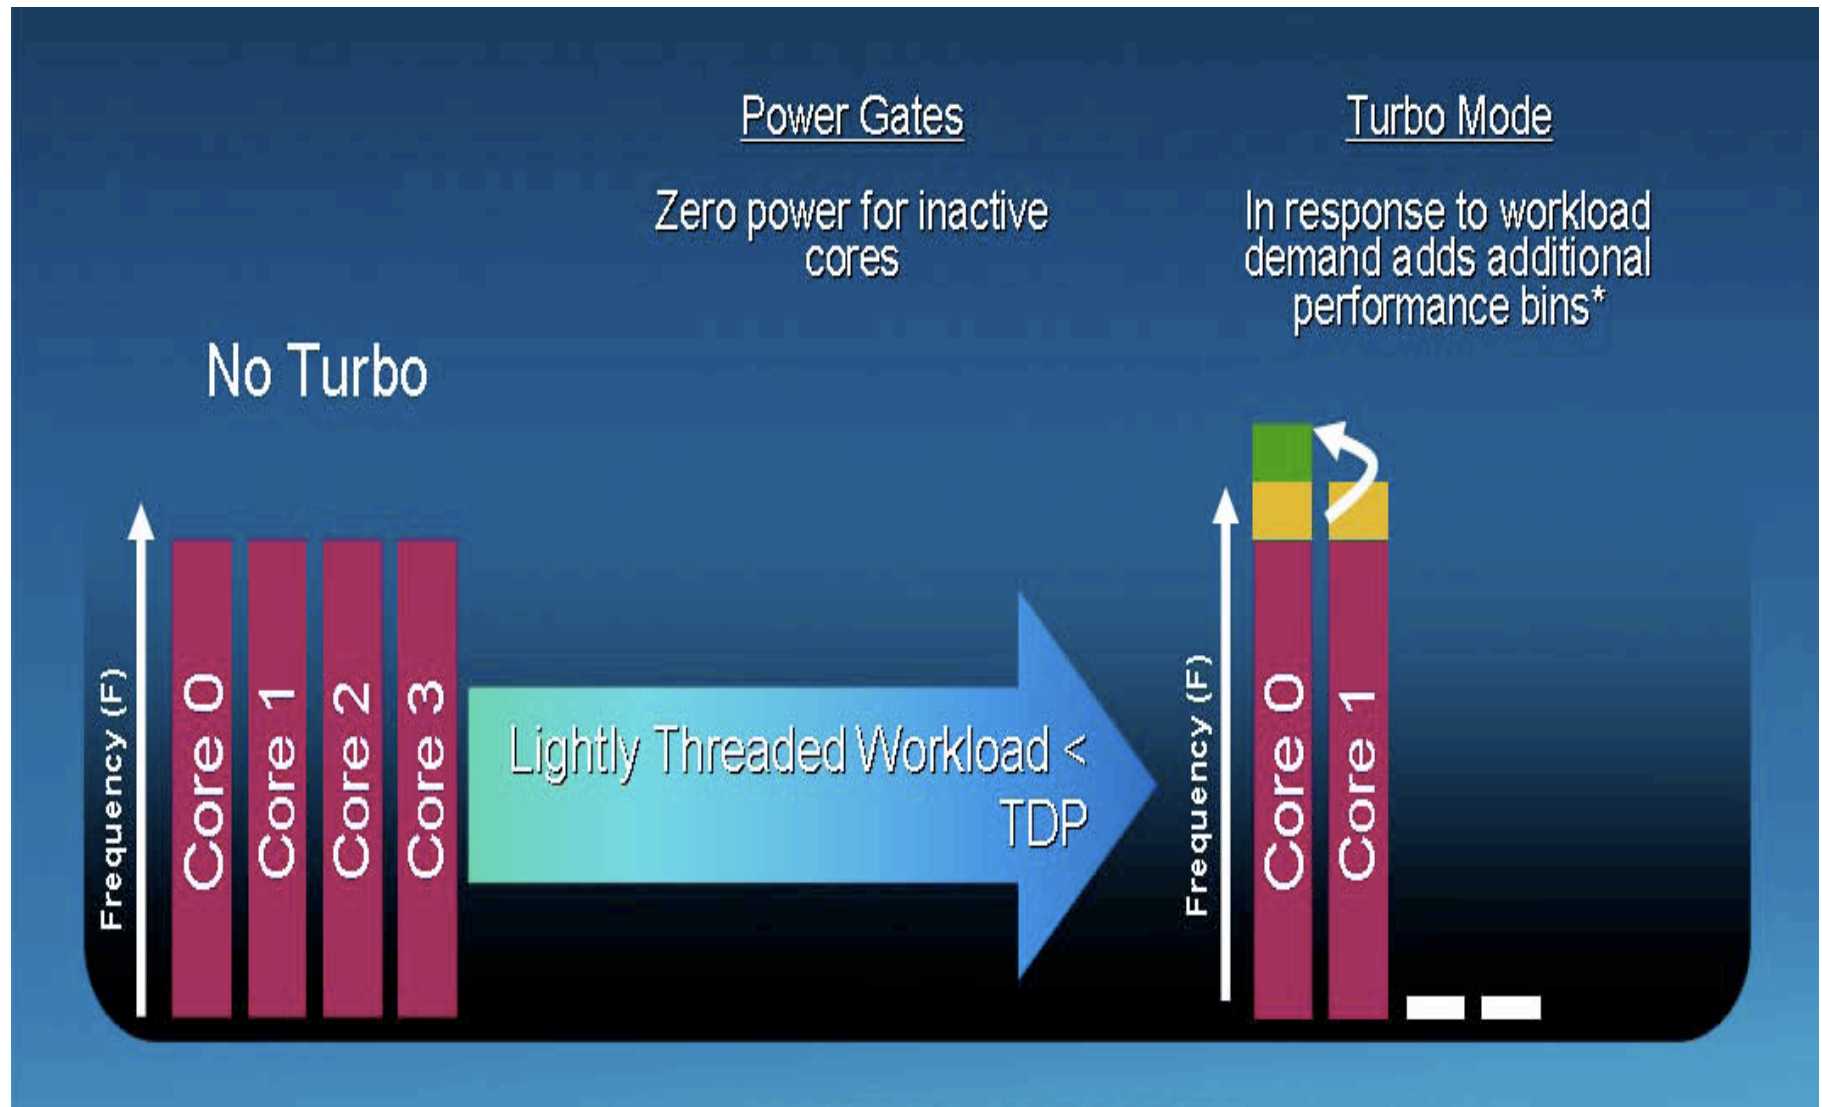 Power Gates
Zero power for inactive
cores
Turbo Mode
In response to workload
demand adds additional
performance bins*
No Turbo
Frequency (F)
Core 0
Core 1
Core 2
Core 3
Lightly Threaded Workload <
TDP
Frequency (F)
Core 0
Core 1